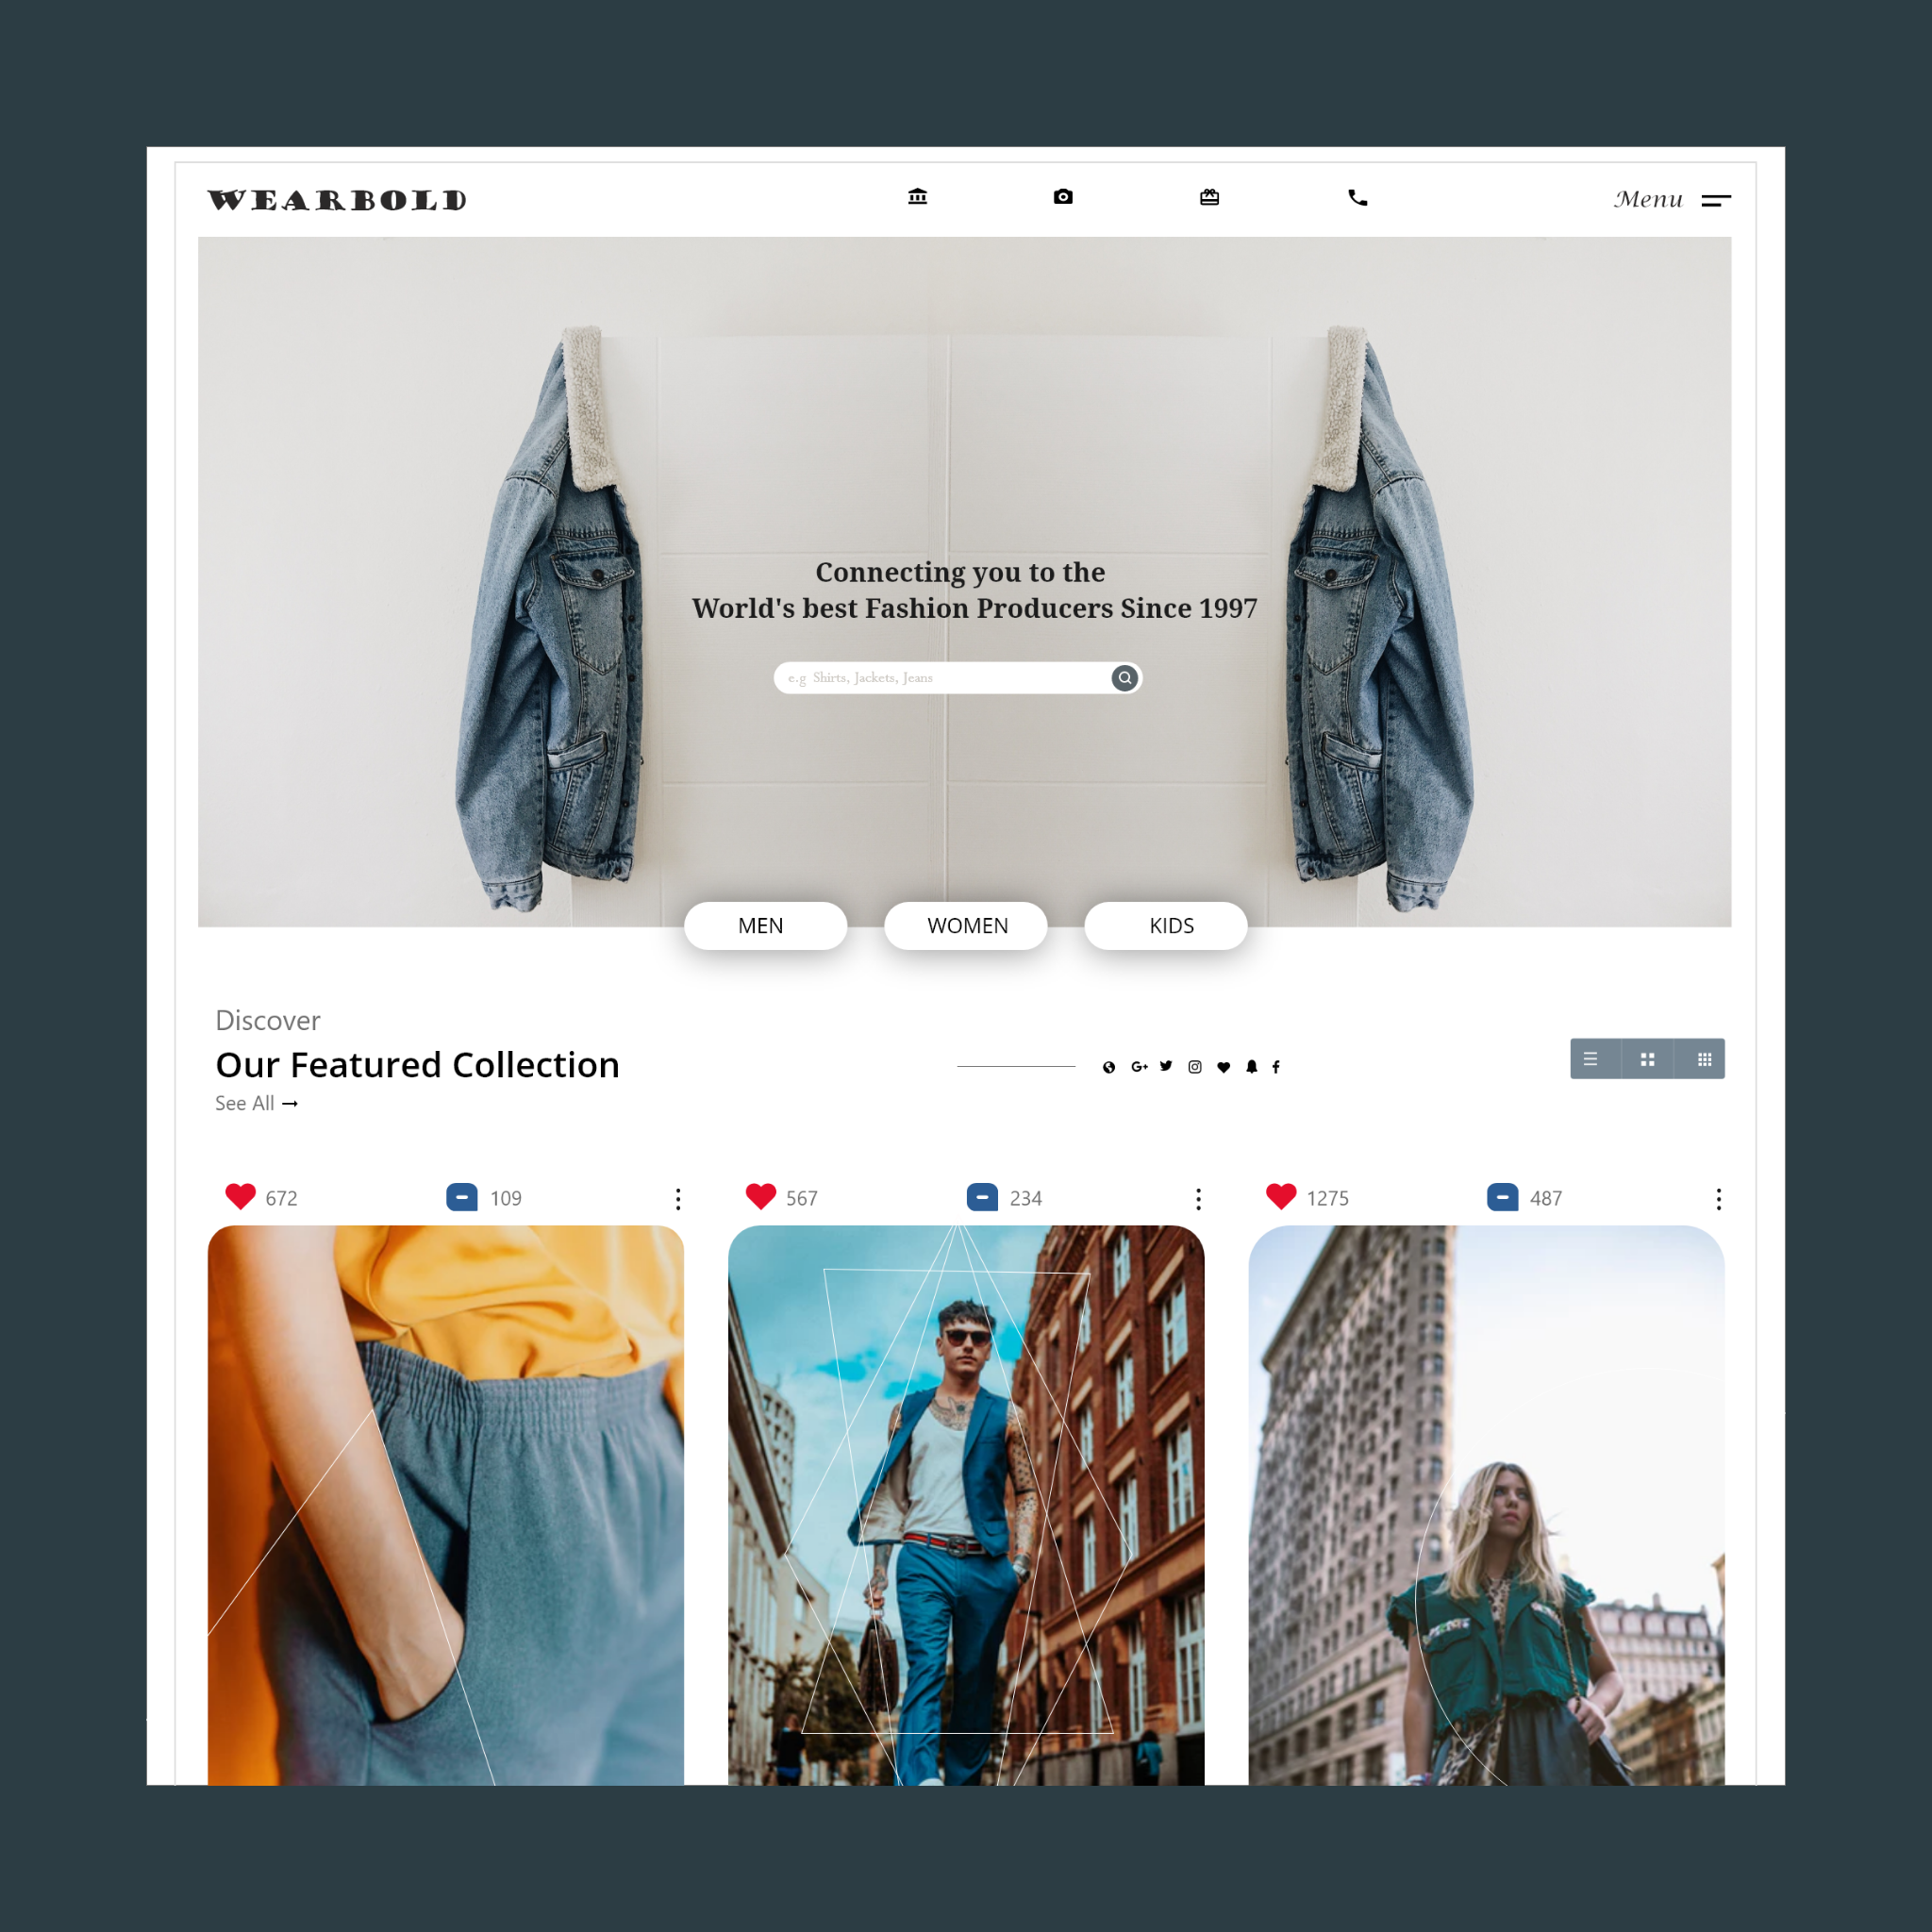 WEARBOLD
Menu
Connecting you to the
World's best Fashion Producers Since 1997
e.g Shirts, Jackets, Jeans
MEN
WOMEN
KIDS
Discover
Our Featured Collection
See All
672
109
567
234
1275
487